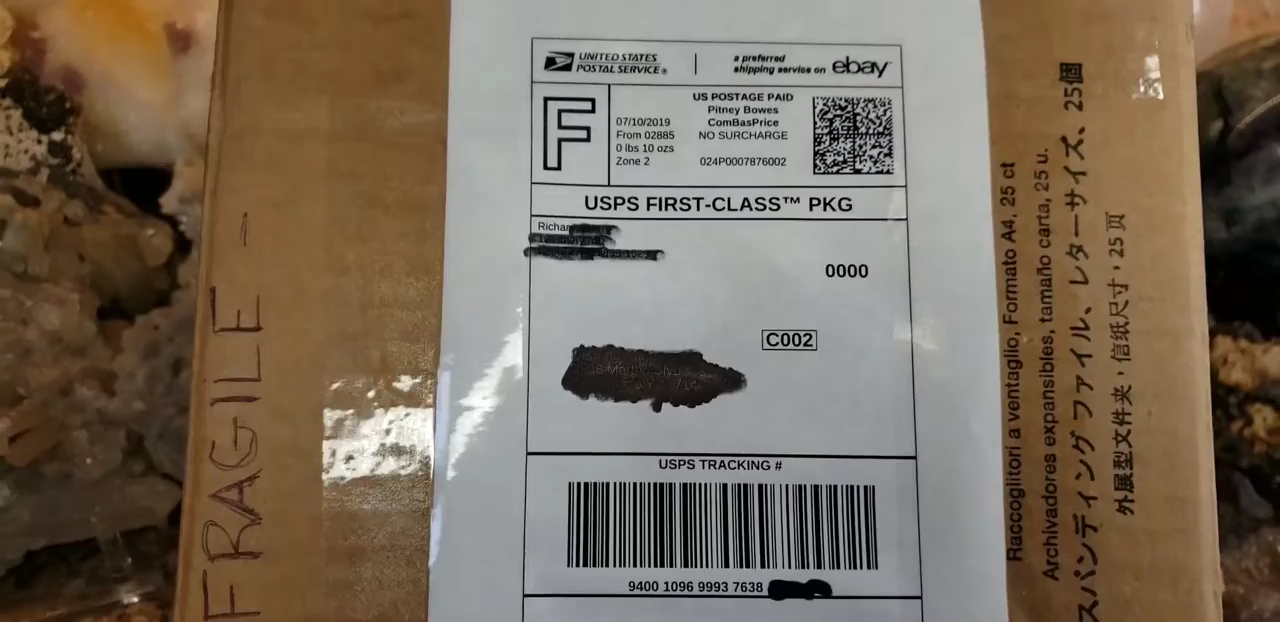 UNITED STATES
POSTAL SERVICE®
a preferred
shipping service on ebay
F
07/10/2019
From 02885
0 lbs 10 ozs
Zone 2
US POSTAGE PAID
Pitney Bowes
ComBasPrice
NO SURCHARGE
024P0007876002
USPS FIRST-CLASS™ PKG
0000
C002
USPS TRACKING #
9400 1096 9993 7638
FRAGILE -
Raccoglitori a ventaglio, Formato A4, 25 ct
Archivadores expansibles, tamaño carta, 25 u.
スパンディング ファイル、レターサイズ、25個
外展型文件夹，信纸尺寸，25 页